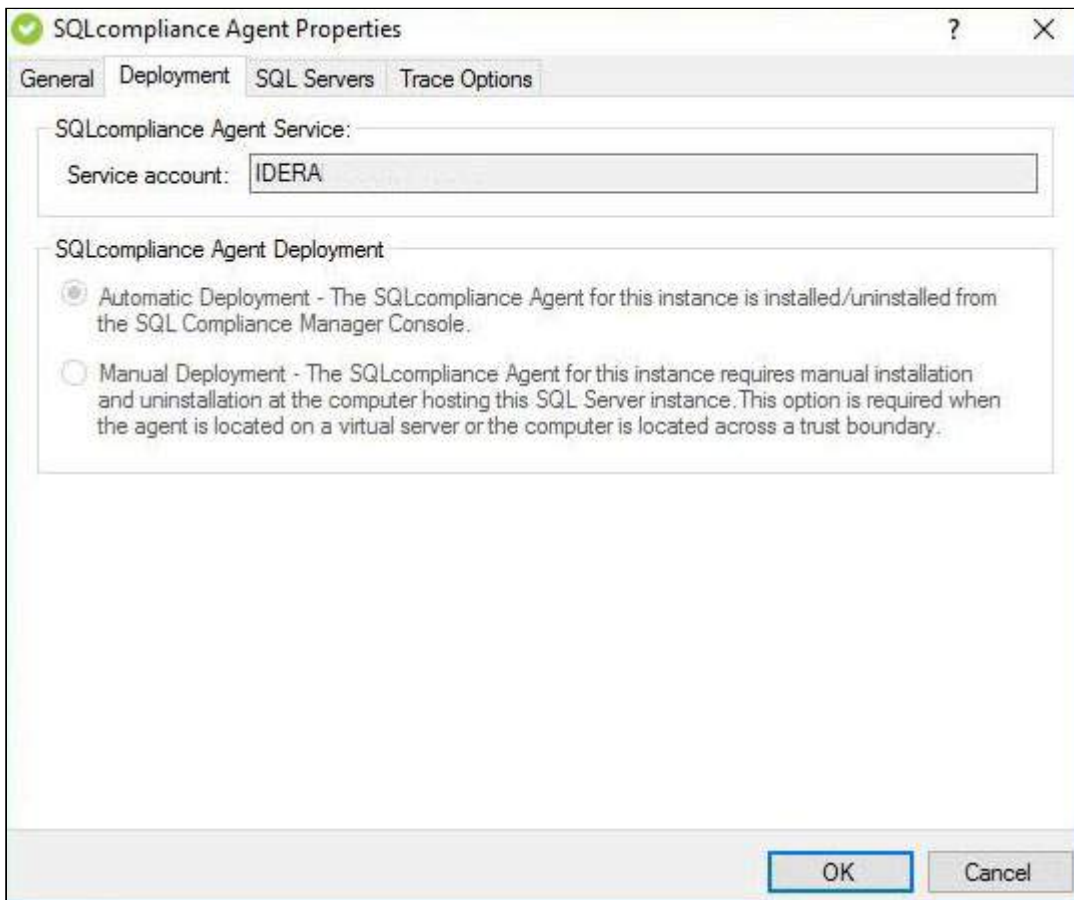 SQLcompliance Agent Properties
?
General Deployment SQL Servers Trace Options
SQLcompliance Agent Service:
Service account: IDERA
SQLcompliance Agent Deployment
Automatic Deployment - The SQLcompliance Agent for this instance is installed/uninstalled from
the SQL Compliance Manager Console.
Manual Deployment - The SQLcompliance Agent for this instance requires manual installation
and uninstallation at the computer hosting this SQL Server instance.This option is required when
the agent is located on a virtual server or the computer is located across a trust boundary.
OK Cancel